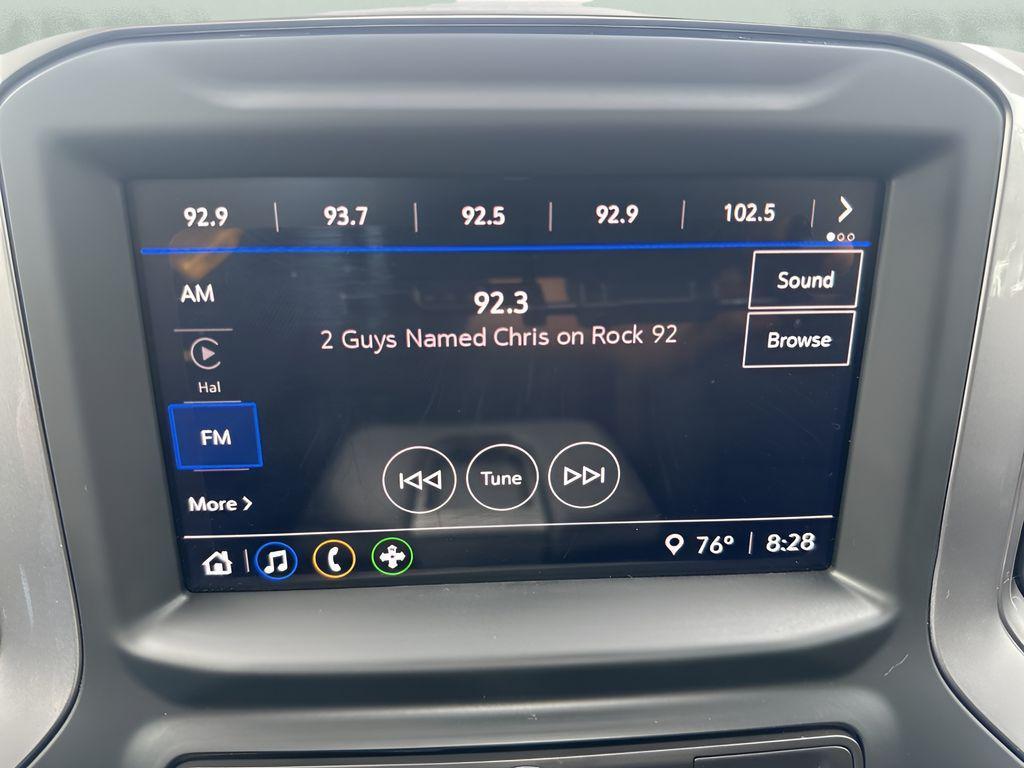 92.9 | 93.7 | 92.5 | 92.9 | 102.5 |
AM
92.3
Sound
2 Guys Named Chris on Rock 92
Browse
Hal
FM
Tune
More
76° | 8:28